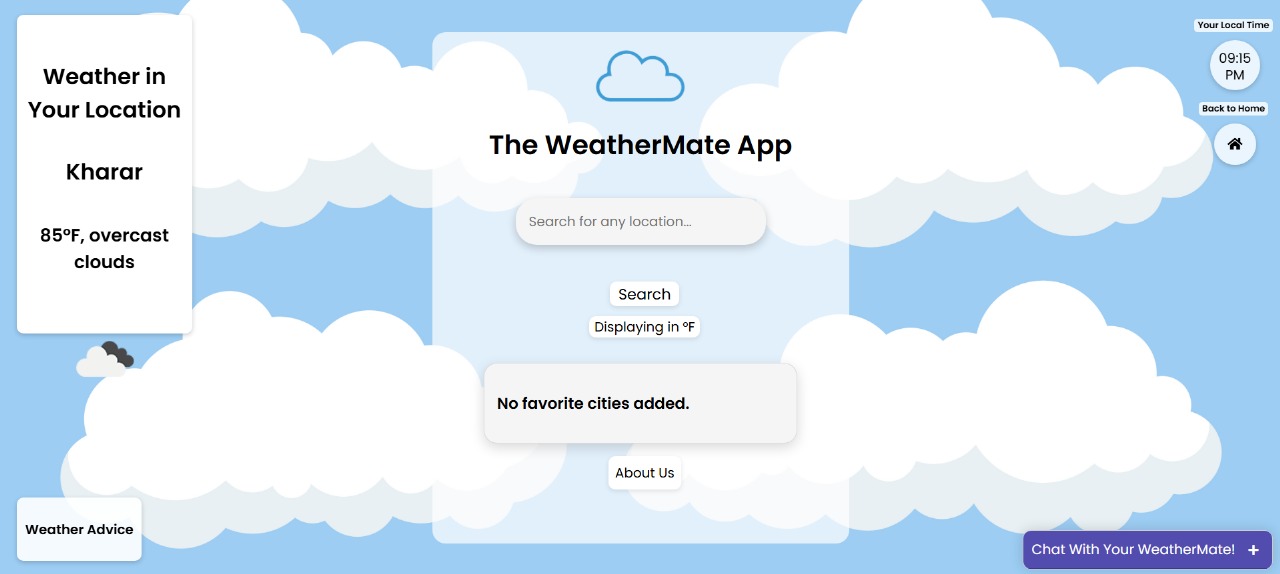 Weather in
Your Location
Kharar
85°F, overcast
clouds
Weather Advice
The WeatherMate App
Search for any location...
Search
Displaying in °F
No favorite cities added.
About Us
Your Local Time
09:15
PM
Back to Home
Chat With Your WeatherMate! +